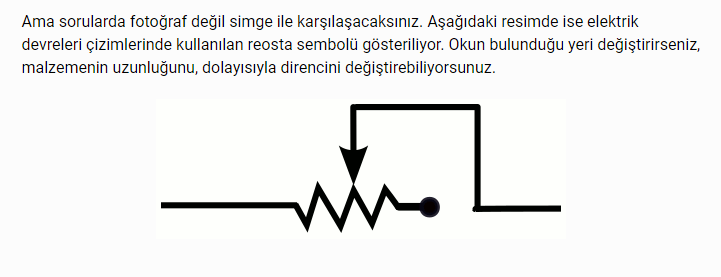 Ama sorularda fotoğraf değil simge ile karşılaşacaksınız. Aşağıdaki resimde ise elektrik
devreleri çizimlerinde kullanılan reosta sembolü gösteriliyor. Okun bulunduğu yeri değiştirirseniz,
malzemenin uzunluğunu, dolayısıyla direncini değiştirebiliyorsunuz.